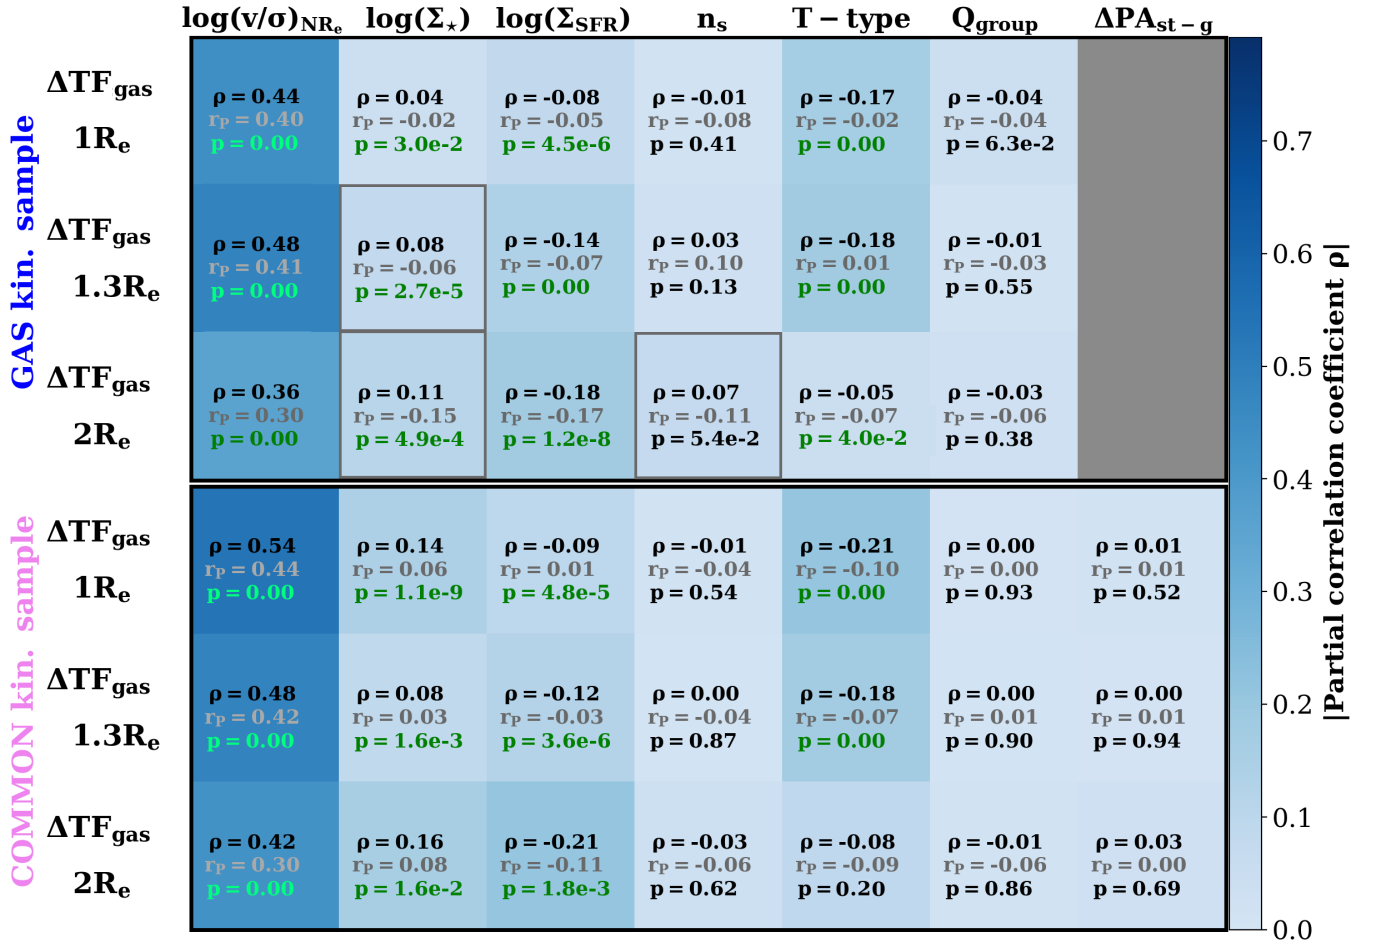 log(v/σ)NRe log(Σ⋆) log(ΣSFR) ns T − type Qgroup ΔPAst − g
GAS kin. sample
ΔTFgas
1Re
ρ = 0.44 ρ = 0.04 ρ = -0.08 ρ = -0.01 ρ = -0.17 ρ = -0.04
rP = 0.40 rP = -0.02 rP = -0.05 rP = -0.08 rP = -0.02 rP = -0.04
p = 0.00 p = 3.0e-2 p = 4.5e-6 p = 0.41 p = 0.00 p = 6.3e-2
ΔTFgas
1.3Re
ρ = 0.48 ρ = 0.08 ρ = -0.14 ρ = 0.03 ρ = -0.18 ρ = -0.01
rP = 0.41 rP = -0.06 rP = -0.07 rP = 0.10 rP = 0.01 rP = -0.03
p = 0.00 p = 2.7e-5 p = 0.00 p = 0.13 p = 0.00 p = 0.55
ΔTFgas
2Re
ρ = 0.36 ρ = 0.11 ρ = -0.18 ρ = 0.07 ρ = -0.05 ρ = -0.03
rP = 0.30 rP = -0.15 rP = -0.17 rP = -0.11 rP = -0.07 rP = -0.06
p = 0.00 p = 4.9e-4 p = 1.2e-8 p = 5.4e-2 p = 4.0e-2 p = 0.38
COMMON kin. sample
ΔTFgas
1Re
ρ = 0.54 ρ = 0.14 ρ = -0.09 ρ = -0.01 ρ = -0.21 ρ = 0.00 ρ = 0.01
rP = 0.44 rP = 0.06 rP = 0.01 rP = -0.04 rP = -0.10 rP = 0.00 rP = 0.01
p = 0.00 p = 1.1e-9 p = 4.8e-5 p = 0.54 p = 0.00 p = 0.93 p = 0.52
ΔTFgas
1.3Re
ρ = 0.48 ρ = 0.08 ρ = -0.12 ρ = 0.00 ρ = -0.18 ρ = 0.00 ρ = 0.00
rP = 0.42 rP = 0.03 rP = -0.03 rP = -0.04 rP = -0.07 rP = 0.01 rP = 0.01
p = 0.00 p = 1.6e-3 p = 3.6e-6 p = 0.87 p = 0.00 p = 0.90 p = 0.94
ΔTFgas
2Re
ρ = 0.42 ρ = 0.16 ρ = -0.21 ρ = -0.03 ρ = -0.08 ρ = -0.01 ρ = 0.03
rP = 0.30 rP = 0.08 rP = -0.11 rP = -0.06 rP = -0.09 rP = -0.06 rP = 0.00
p = 0.00 p = 1.6e-2 p = 1.8e-3 p = 0.62 p = 0.20 p = 0.86 p = 0.69
0.7
0.6
0.5
0.4
0.3
0.2
0.1
0.0
|Partial correlation coefficient ρ|